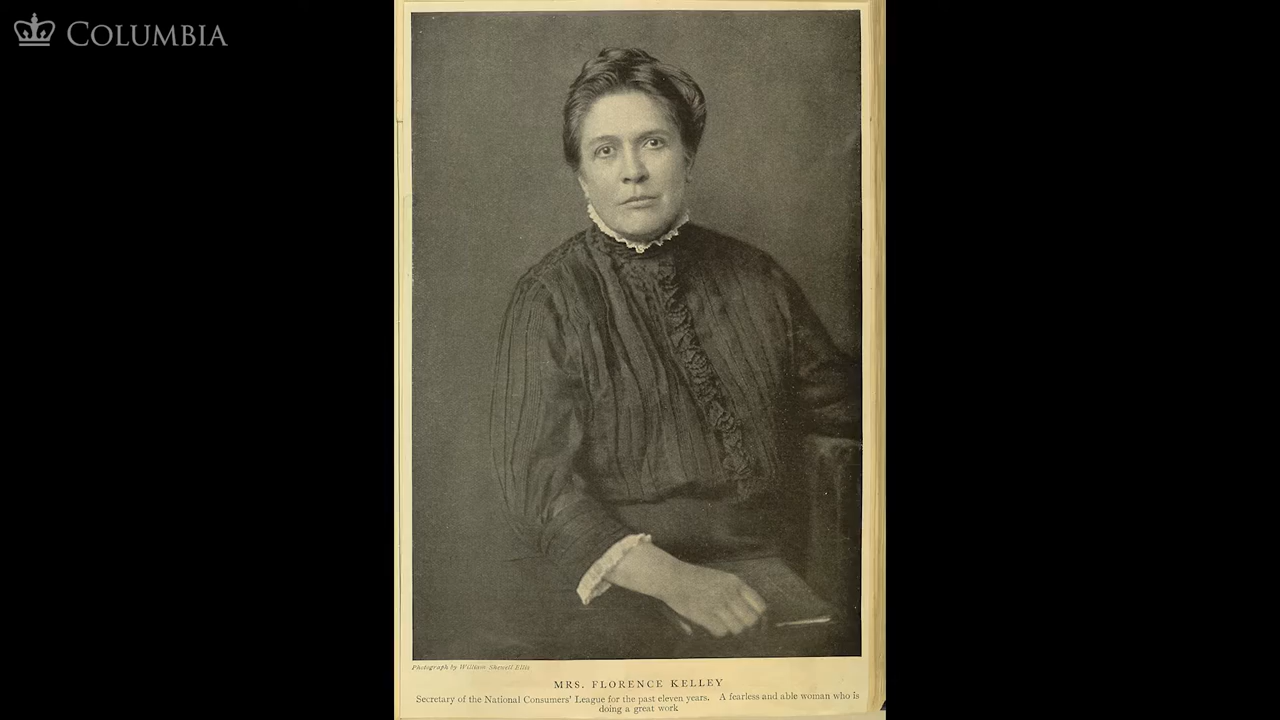 COLUMBIA
Photograph by William Shewill Ellis
MRS. FLORENCE KELLEY
Secretary of the National Consumers' League for the past eleven years. A fearless and able woman who is
doing a great work